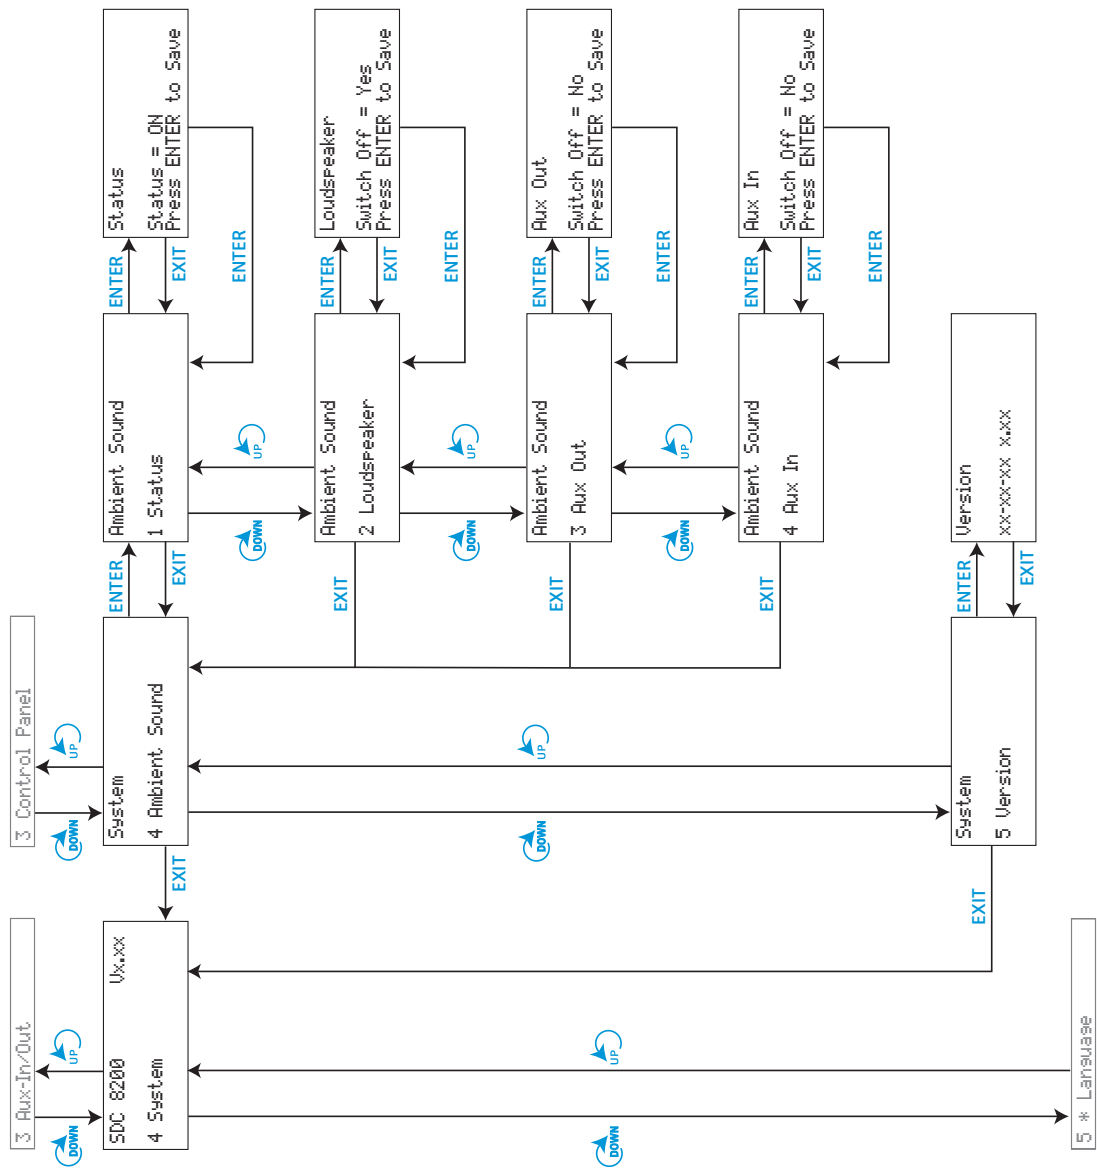 3 Aux-In/Out
DOWN
UP
SDC 8200 Vx.xx
4 System
DOWN
UP
5 * Language
EXIT
EXIT
3 Control Panel
DOWN
UP
System
4 Ambient Sound
DOWN
UP
System
5 Version
ENTER
EXIT
EXIT
EXIT
EXIT
ENTER
EXIT
Ambient Sound
1 Status
DOWN
UP
Ambient Sound
2 Loudspeaker
DOWN
UP
Ambient Sound
3 Aux Out
DOWN
UP
Ambient Sound
4 Aux In
Version
xx-xx-xx x.xx
ENTER
EXIT
ENTER
ENTER
EXIT
ENTER
ENTER
EXIT
ENTER
ENTER
EXIT
ENTER
Status
Status = ON
Press ENTER to Save
Loudspeaker
Switch Off = Yes
Press ENTER to Save
Aux Out
Switch Off = No
Press ENTER to Save
Aux In
Switch Off = No
Press ENTER to Save